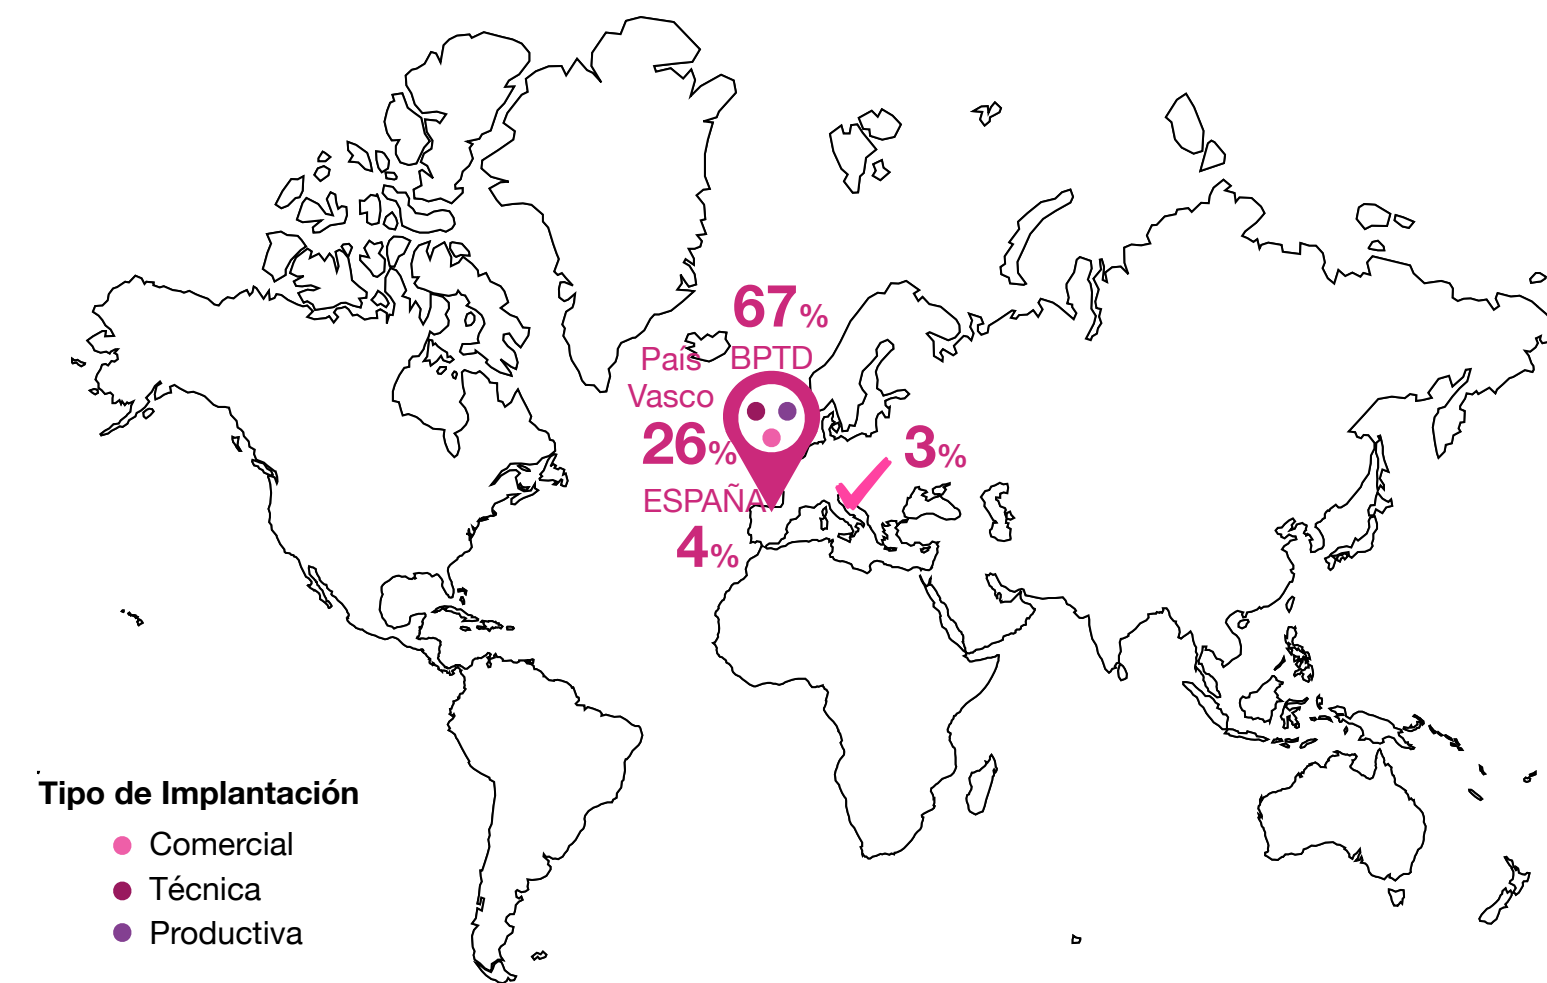 67%
BPTD
País
Vasco
26%
3%
ESPAÑA
4%
Tipo de Implantación
Comercial
Técnica
Productiva